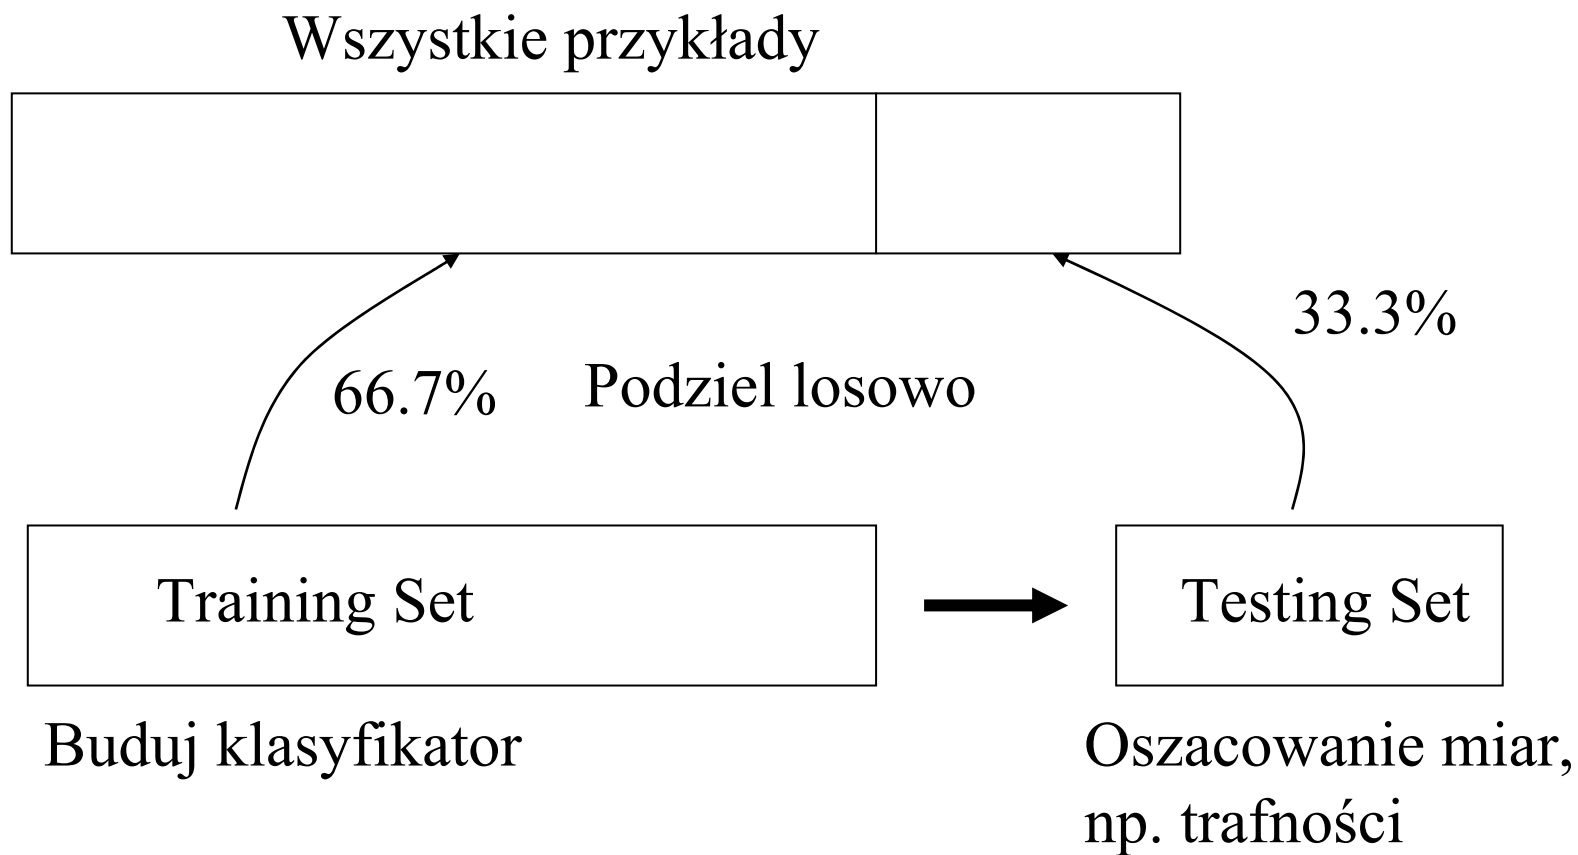 Wszystkie przykłady
33.3%
66.7%
Podziel losowo
Training Set
Testing Set
Buduj klasyfikator
Oszacowanie miar,
np. trafności